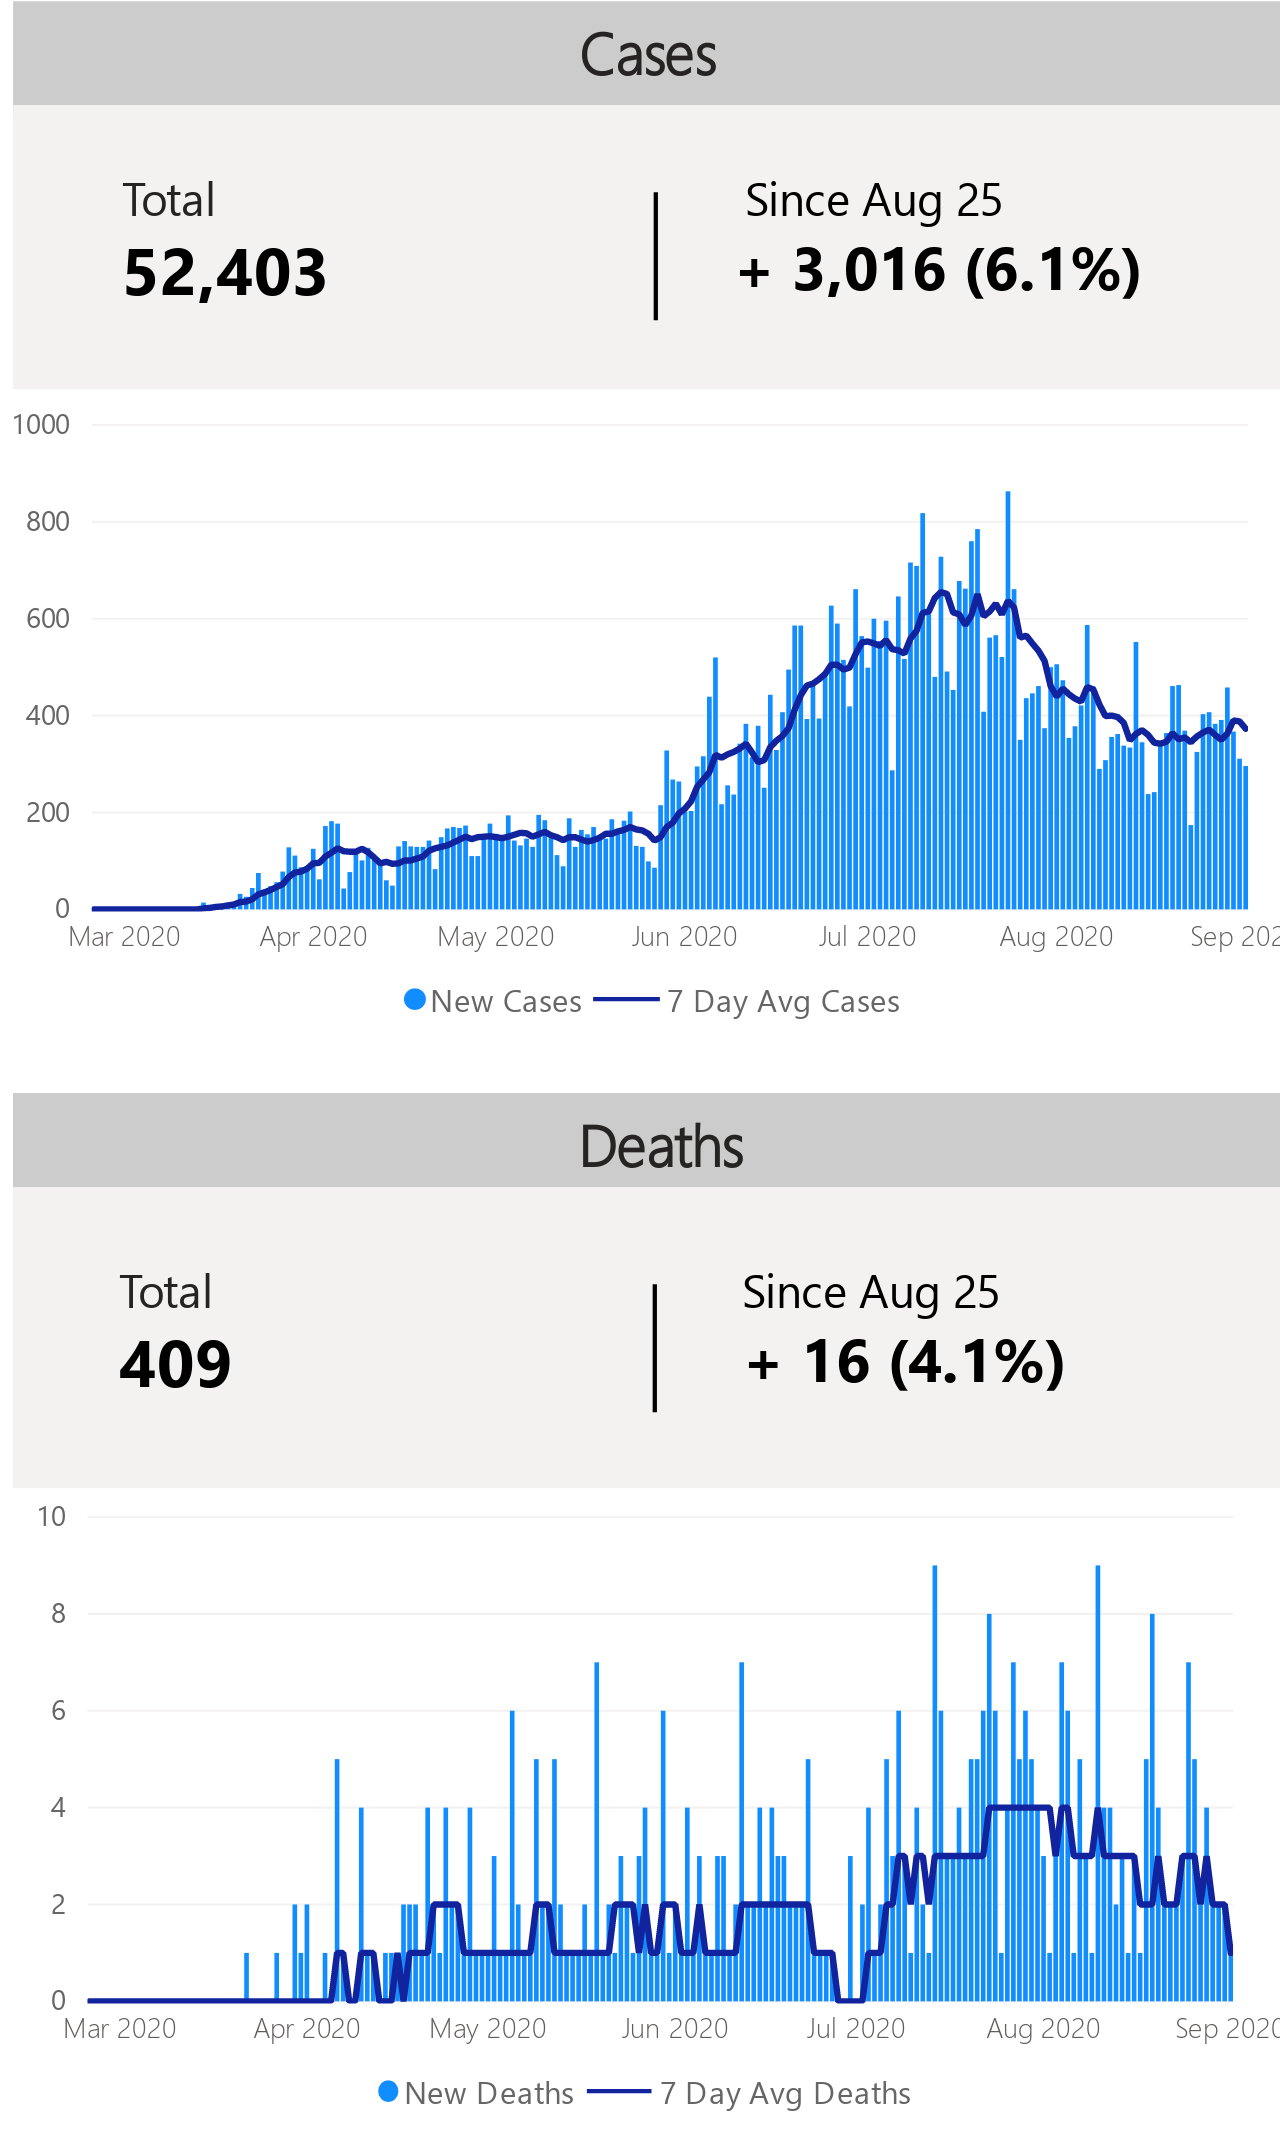 Cases
Total
Since Aug 25
52,403
+ 3,016 (6.1%)
1000
800
600
400
200
0
Mar 2020 Apr 2020 May 2020 Jun 2020 Jul 2020 Aug 2020 Sep 202
New Cases 7 Day Avg Cases
Deaths
Total
Since Aug 25
409
+ 16 (4.1%)
10
8
6
4
2
0
Mar 2020 Apr 2020 May 2020 Jun 2020 Jul 2020 Aug 2020 Sep 2020
New Deaths 7 Day Avg Deaths